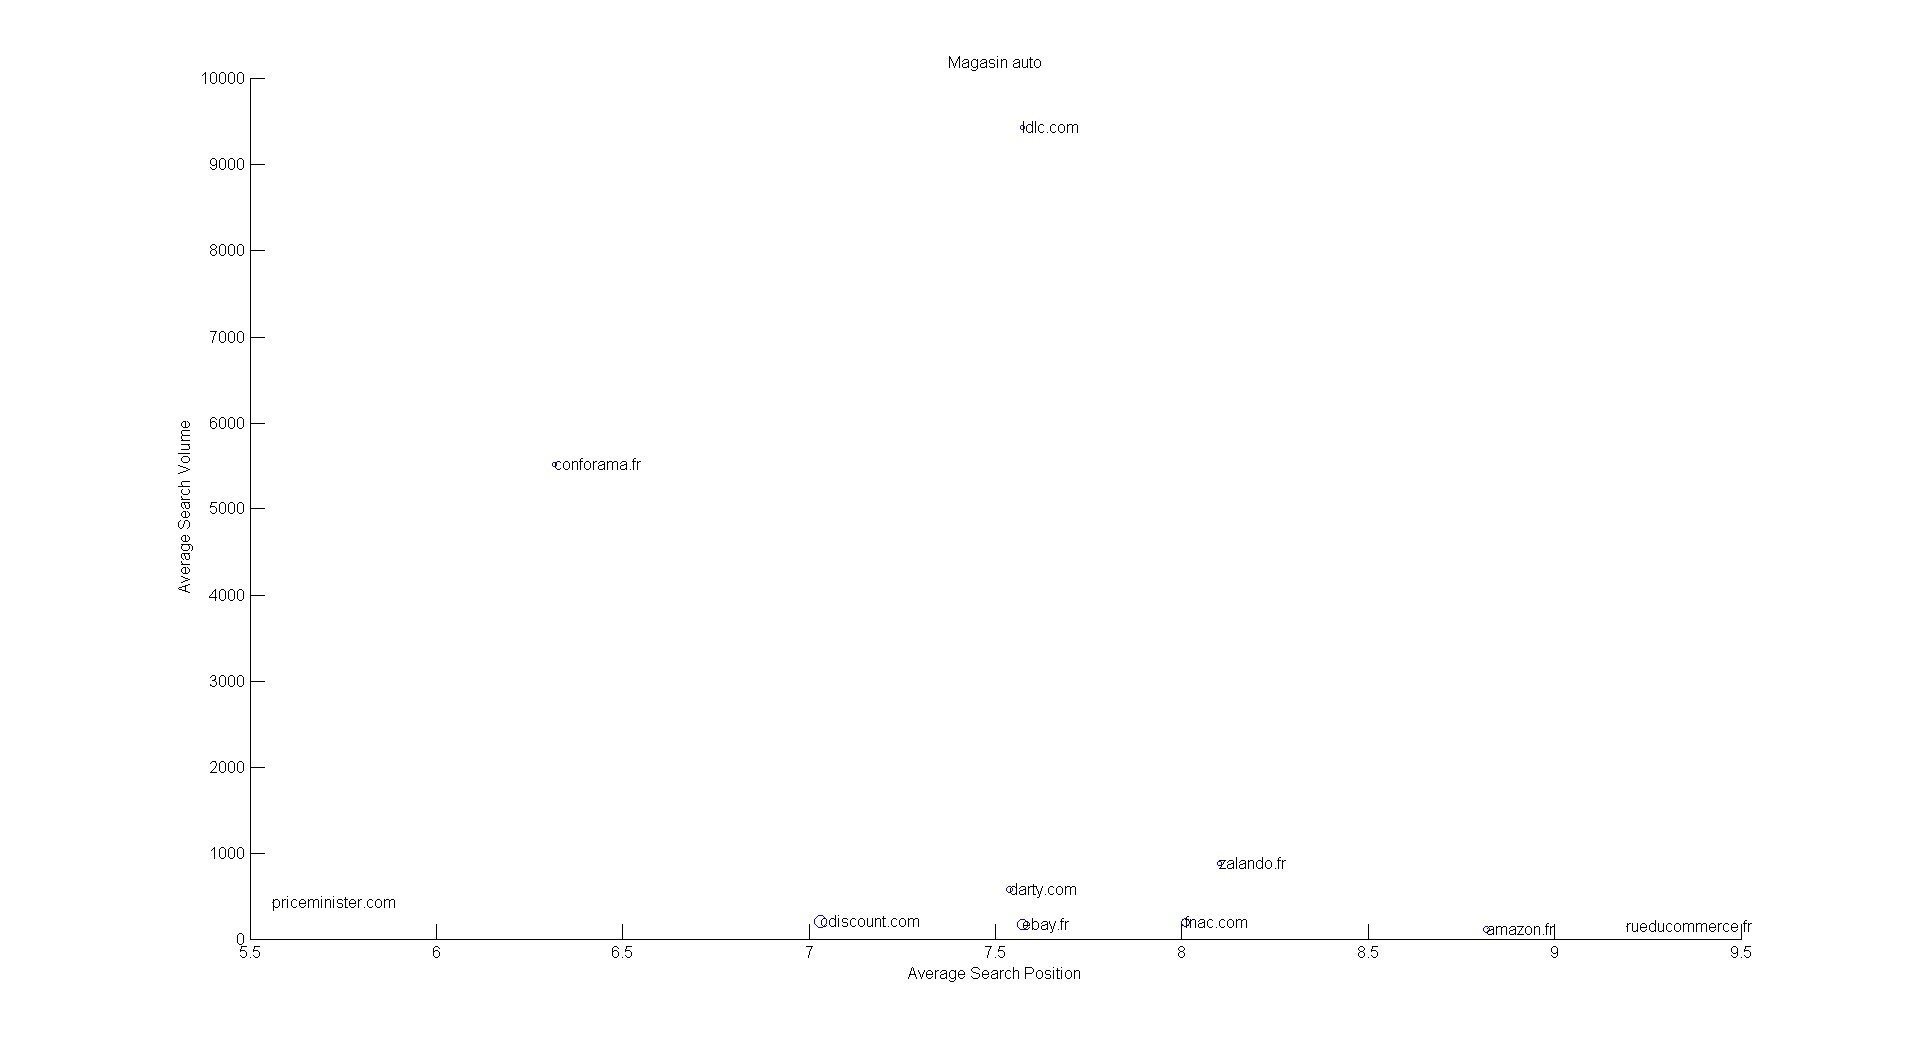 Magasin auto
10000
ldlc.com
9000
8000
7000
6000
conforama.fr
5000
Average Search Volume
4000
3000
2000
1000
zalando.fr
darty.com
priceminister.com
cdiscount.com
ebay.fr
fnac.com
amazon.fr
rueducommerce.fr
0
5.5 6 6.5 7 7.5 8 8.5 9 9.5
Average Search Position